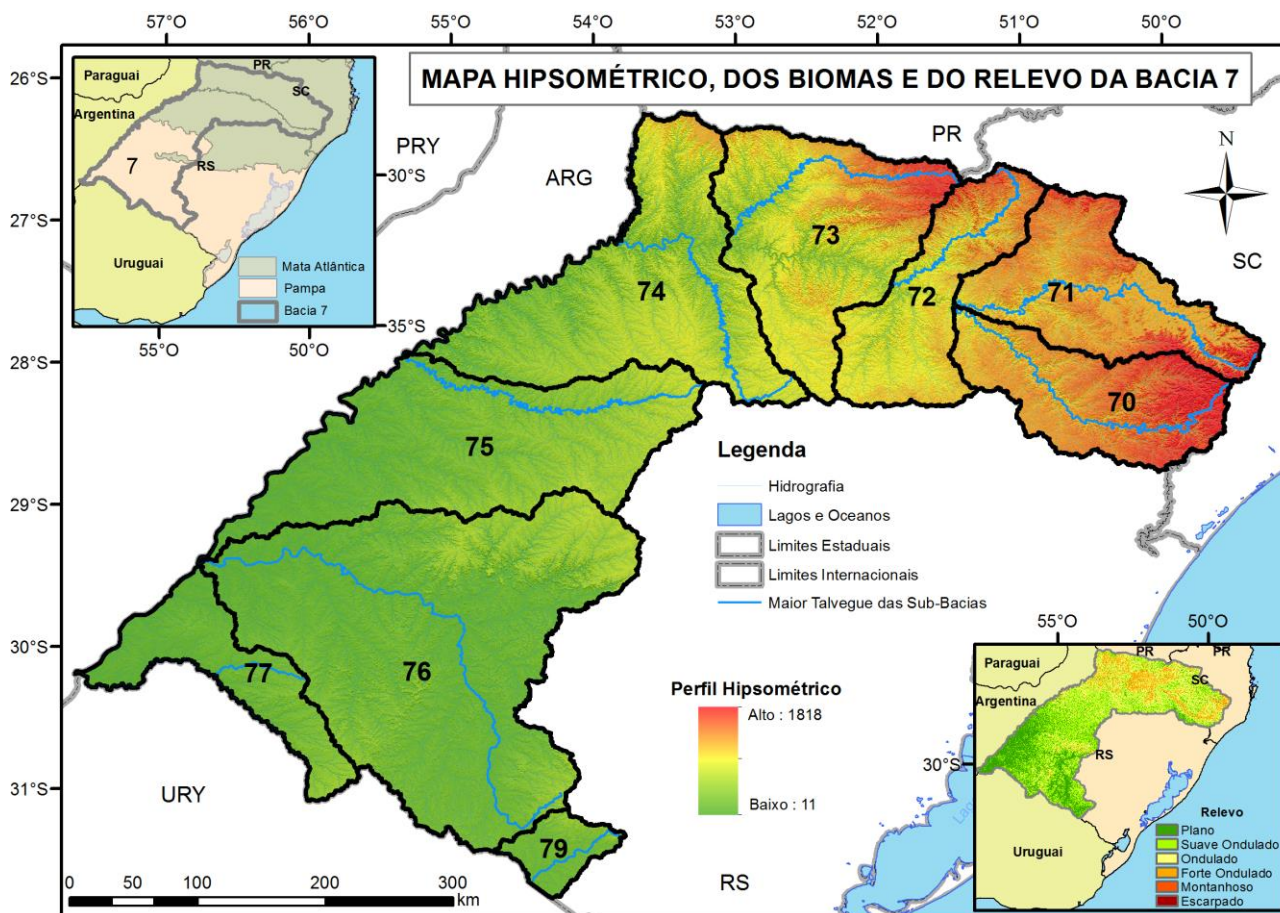 57°O 56°O 55°O 54°O 53°O 52°O 51°O 50°O
MAPA HIPSOMÉTRICO, DOS BIOMAS E DO RELEVO DA BACIA 7
26°S
27°S
28°S
29°S
30°S
31°S
Paraguai
Argentina
Uruguai
PR
SC
RS
7
Mata Atlântica
Pampa
Bacia 7
30°S
35°S
55°O 50°O
PRY
ARG
PR
SC
N
URY
RS
70
71
72
73
74
75
76
77
79
Legenda
Hidrografia
Lagos e Oceanos
Limites Estaduais
Limites Internacionais
Maior Talvegue das Sub-Bacias
Perfil Hipsométrico
Alto : 1818
Baixo : 11
0 50 100 200 300
km
55°O 50°O
30°S
Paraguai
Argentina
Uruguai
PR
PR
SC
RS
Relevo
Plano
Suave Ondulado
Ondulado
Forte Ondulado
Montanhoso
Escarpado